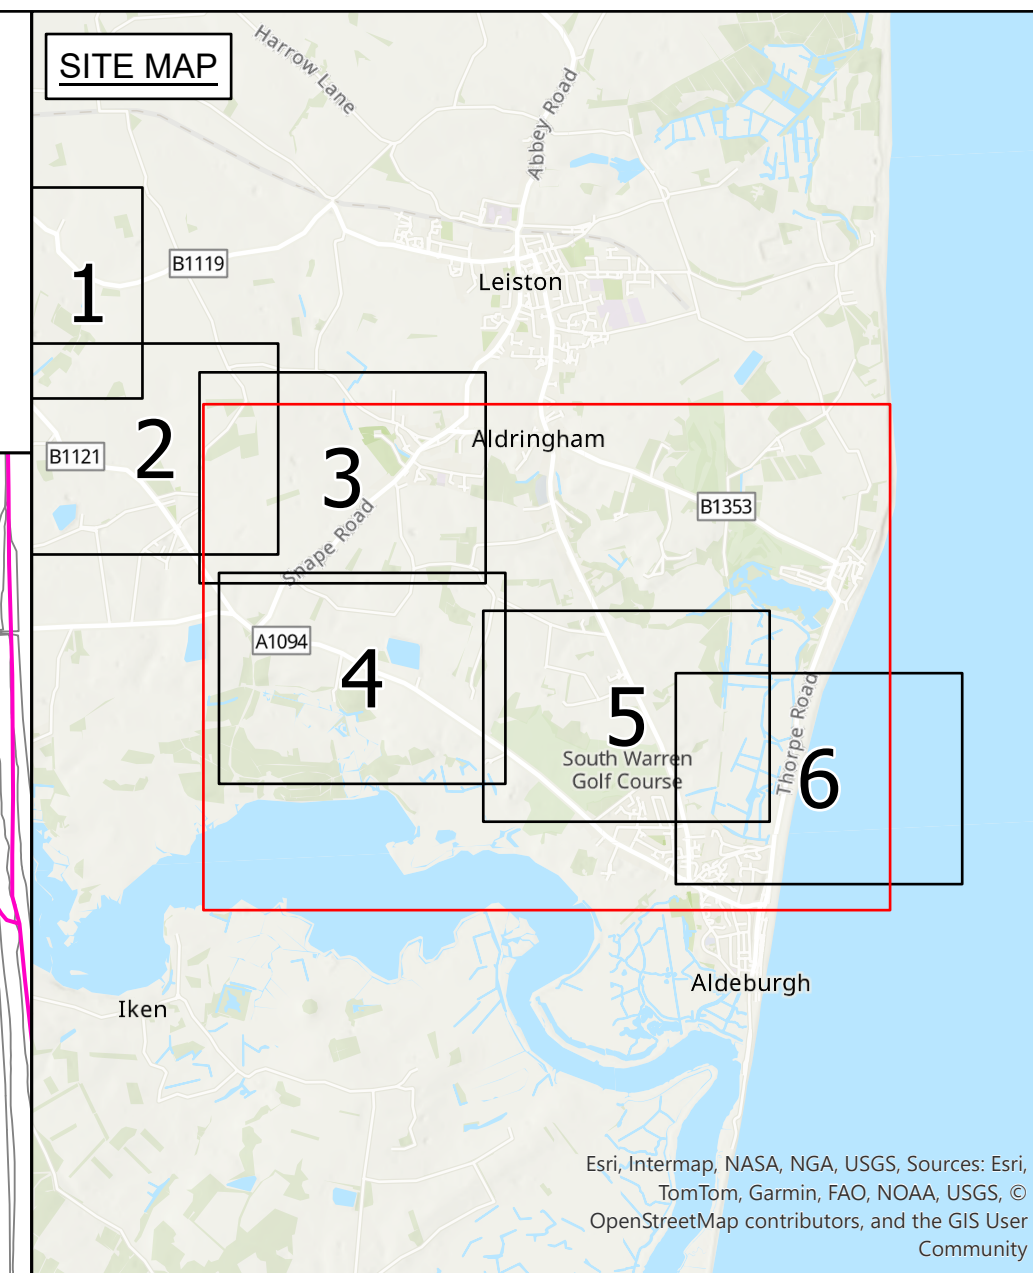 SITE MAP
Harrow Lane
Abbey Road
B1119
Leiston
1
2
B1121
3
Aldringham
B1353
Snape Road
A1094
4
5
South Warren
Golf Course
Thorpe Road
6
Aldeburgh
Iken
Esri, Intermap, NASA, NGA, USGS, Sources: Esri,
TomTom, Garmin, FAO, NOAA, USGS, ©
OpenStreetMap contributors, and the GIS User
Community